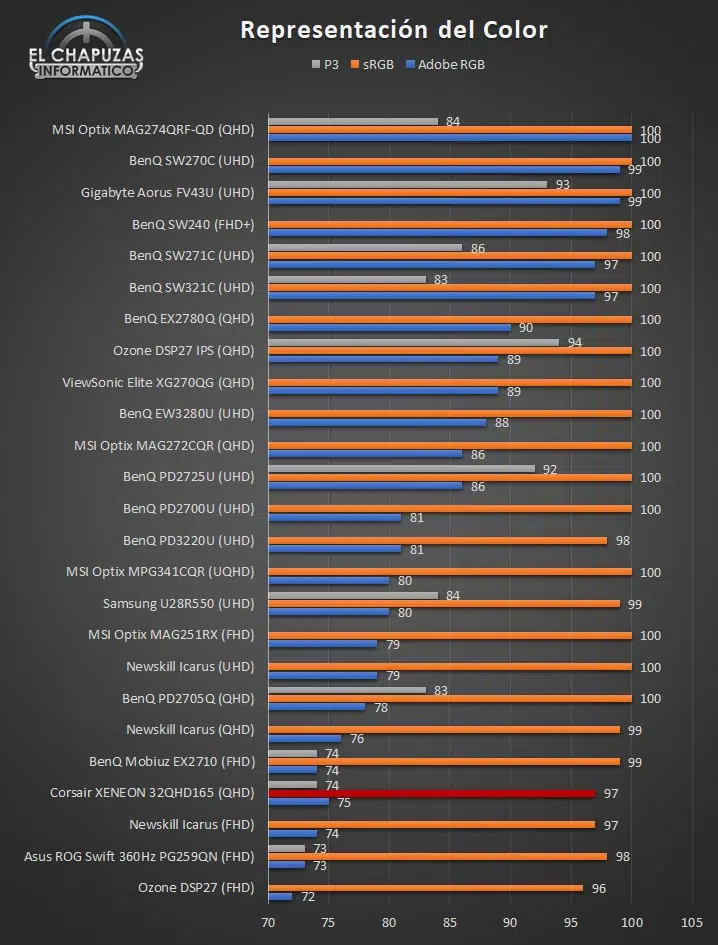 Representación del Color
EL CHAPUZAS
INFORMÁTICO
P3 sRGB Adobe RGB
MSI Optix MAG274QRF-QD (QHD) 84 100 100
BenQ SW270C (UHD) 100 99
Gigabyte Aorus FV43U (UHD) 93 100 99
BenQ SW240 (FHD+) 100 98
BenQ SW271C (UHD) 86 100 97
BenQ SW321C (UHD) 83 100 97
BenQ EX2780Q (QHD) 100 90
Ozone DSP27 IPS (QHD) 94 100 89
ViewSonic Elite XG270QG (QHD) 100 89
BenQ EW3280U (UHD) 100 88
MSI Optix MAG272CQR (QHD) 100 86
BenQ PD2725U (UHD) 92 100 86
BenQ PD2700U (UHD) 100 81
BenQ PD3220U (UHD) 98 81
MSI Optix MPG341CQR (UQHD) 100 80
Samsung U28R550 (UHD) 84 99 80
MSI Optix MAG251RX (FHD) 100 79
Newskill Icarus (UHD) 100 79
BenQ PD2705Q (QHD) 83 100 78
Newskill Icarus (QHD) 99 76
BenQ Mobiuz EX2710 (FHD) 74 99 74
Corsair XENEON 32QHD165 (QHD) 74 97 75
Newskill Icarus (FHD) 97 74
Asus ROG Swift 360Hz PG259QN (FHD) 73 98 73
Ozone DSP27 (FHD) 96 72
70 75 80 85 90 95 100 105